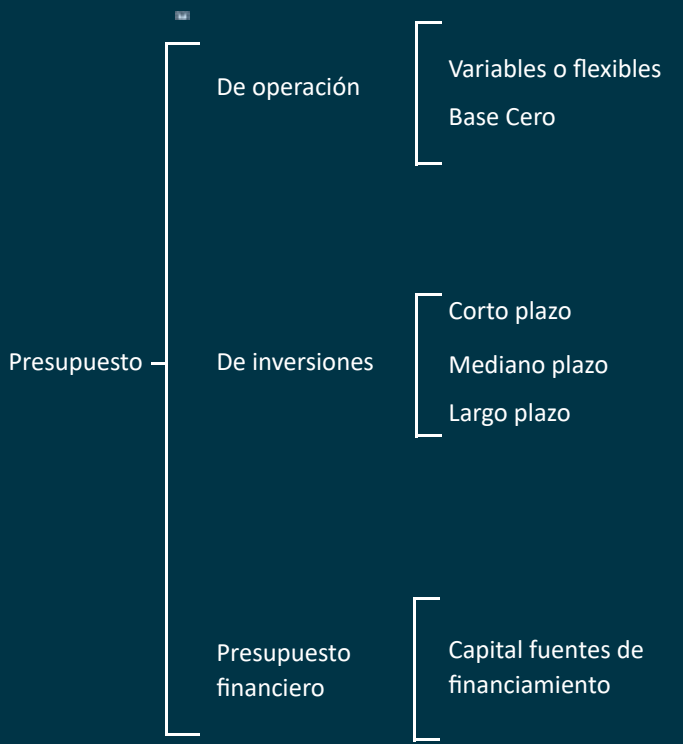 De operación
Variables o flexibles
Base Cero
Presupuesto
De inversiones
Corto plazo
Mediano plazo
Largo plazo
Presupuesto
financiero
Capital fuentes de
financiamiento